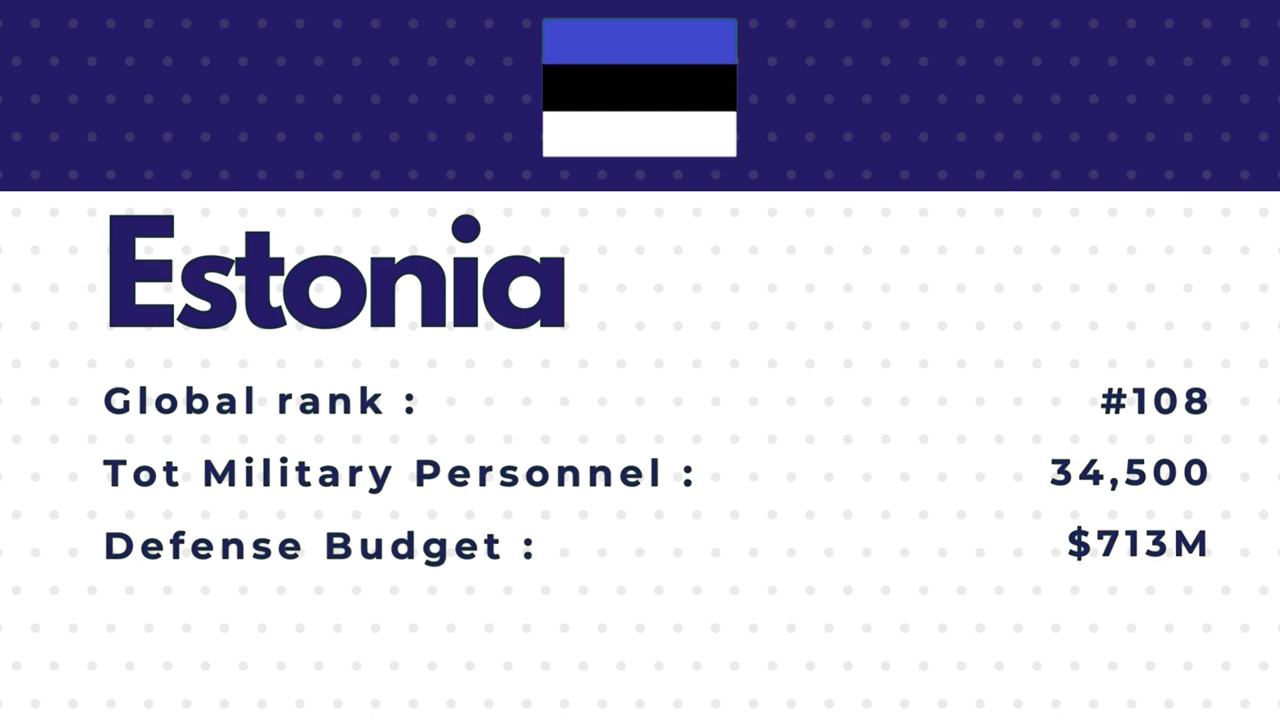 Estonia
Global rank : #108
Tot Military Personnel : 34,500
Defense Budget : $713M